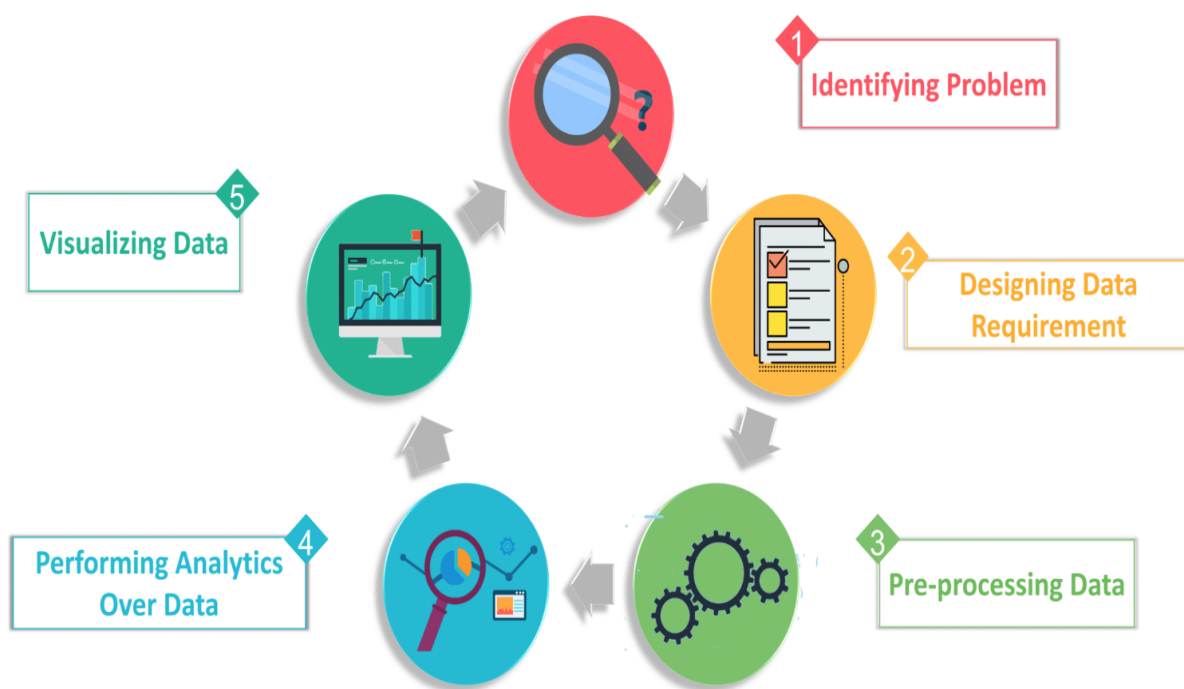 1
Identifying Problem
2
Designing Data
Requirement
3
Pre-processing Data
4
Performing Analytics
Over Data
5
Visualizing Data
?